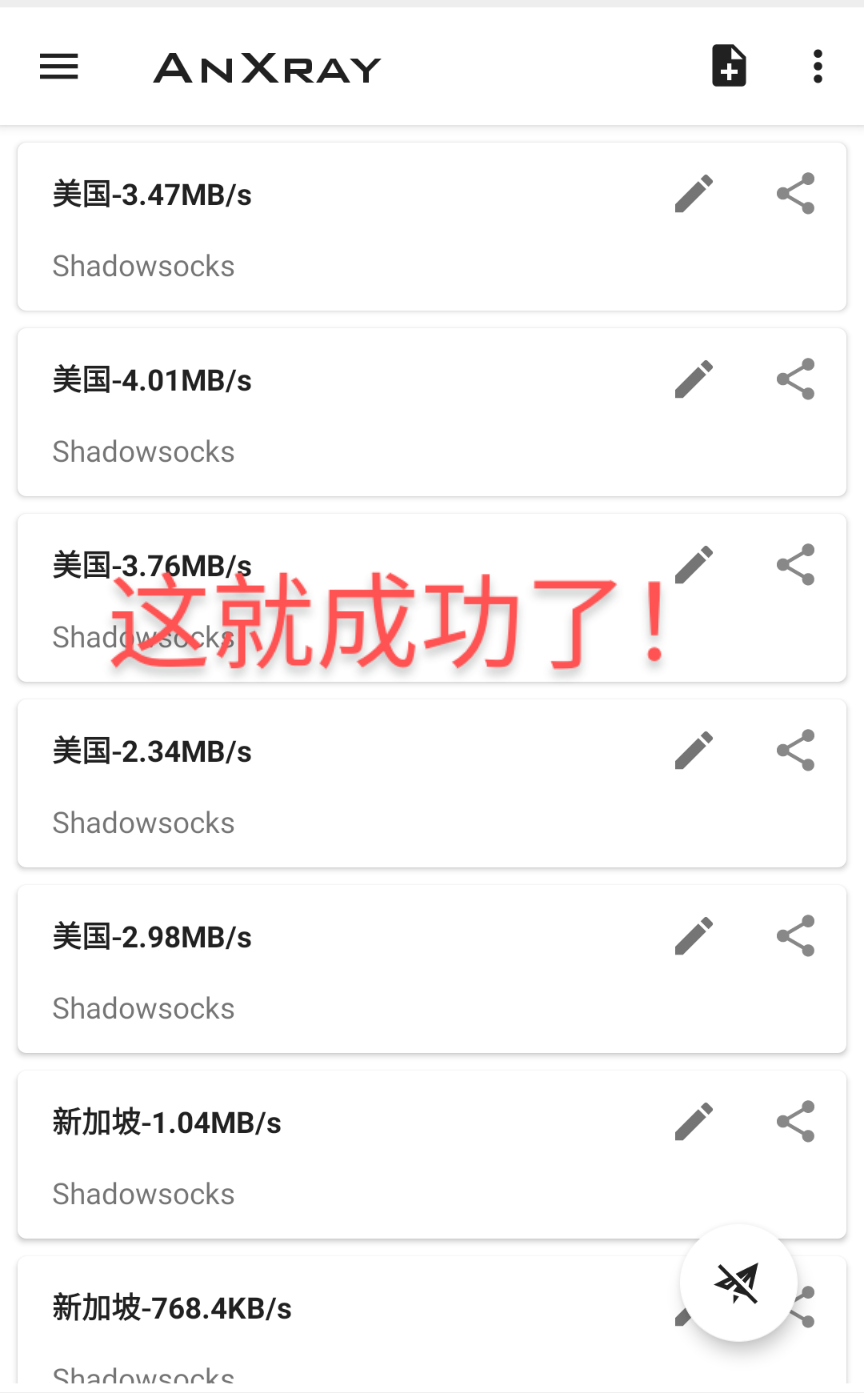 AnXray
美国-3.47MB/s
Shadowsocks
美国-4.01MB/s
Shadowsocks
美国-3.76MB/s
这就成功了！
Shadowsocks
美国-2.34MB/s
Shadowsocks
美国-2.98MB/s
Shadowsocks
新加坡-1.04MB/s
Shadowsocks
新加坡-768.4KB/s
Shadowsocks